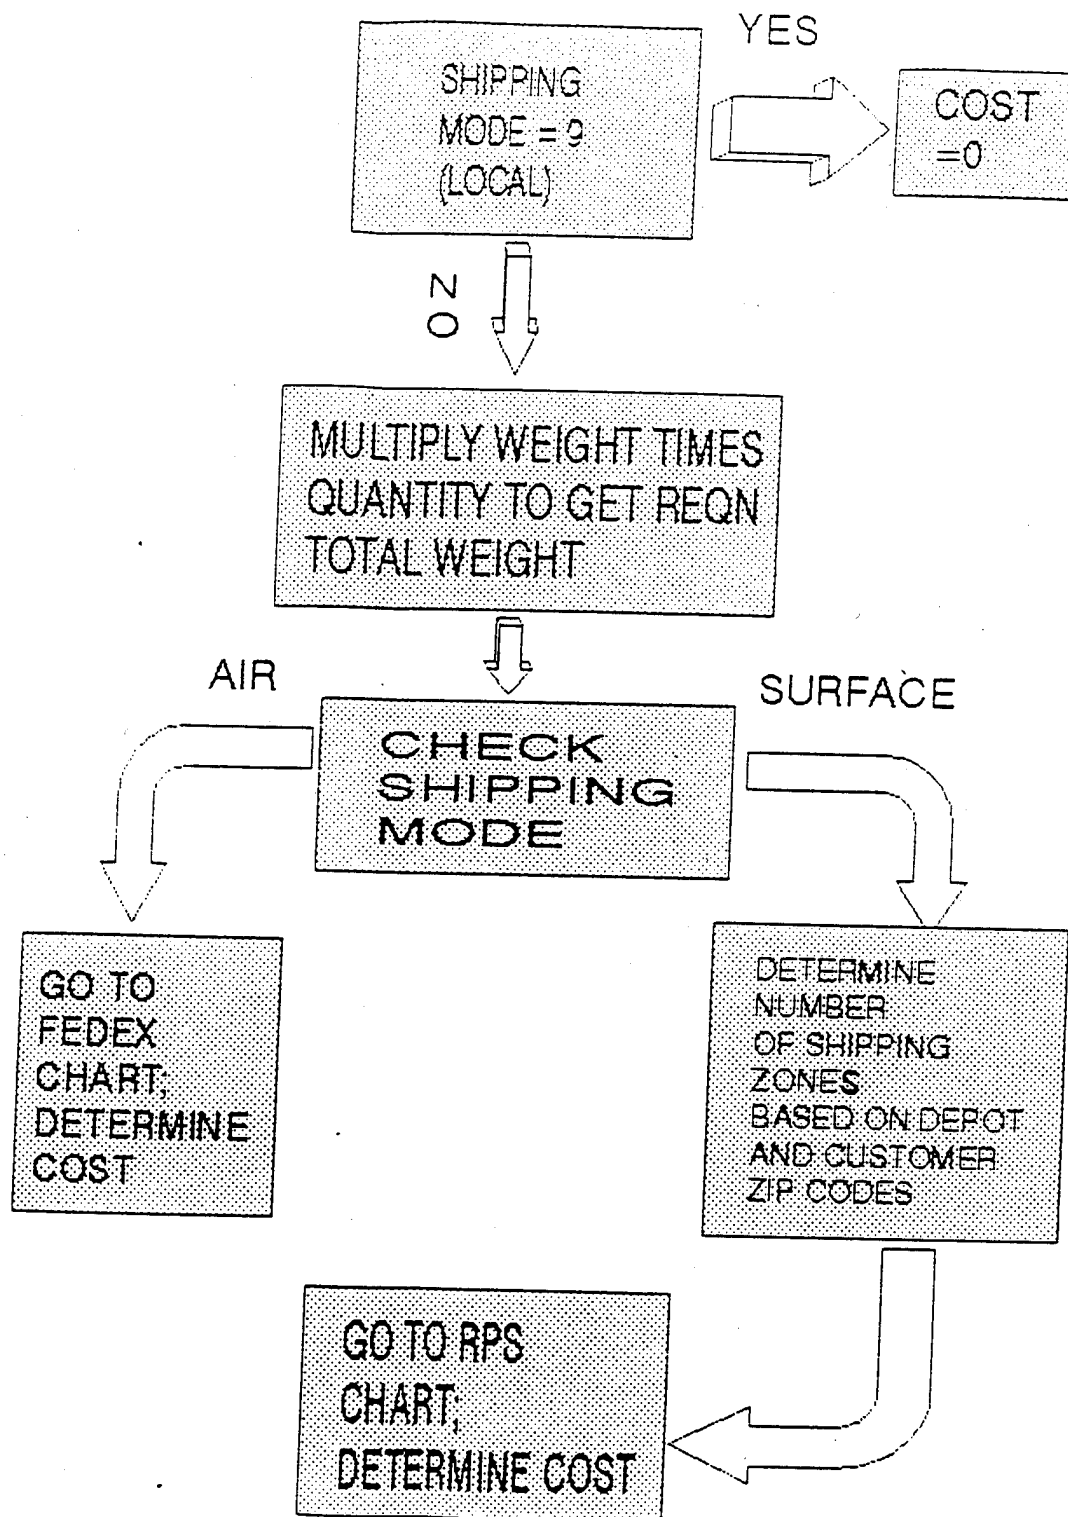 YES
SHIPPING
MODE = 9
(LOCAL)
COST
=0
NO
MULTIPLY WEIGHT TIMES
QUANTITY TO GET REQN
TOTAL WEIGHT
AIR
SURFACE
CHECK
SHIPPING
MODE
GO TO
FEDEX
CHART;
DETERMINE
COST
DETERMINE
NUMBER
OF SHIPPING
ZONES
BASED ON DEPOT
AND CUSTOMER
ZIP CODES
GO TO RPS
CHART;
DETERMINE COST